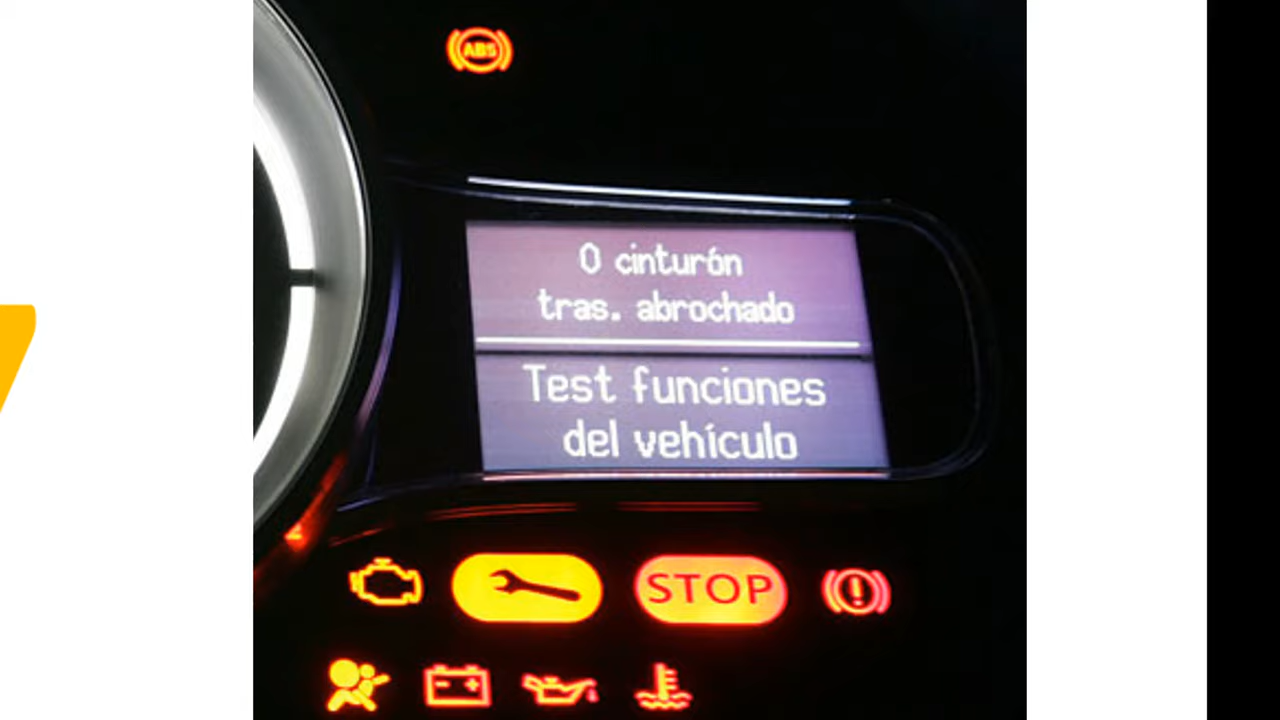 ABS
0 cinturón
tras. abrochado
Test funciones
del vehículo
STOP